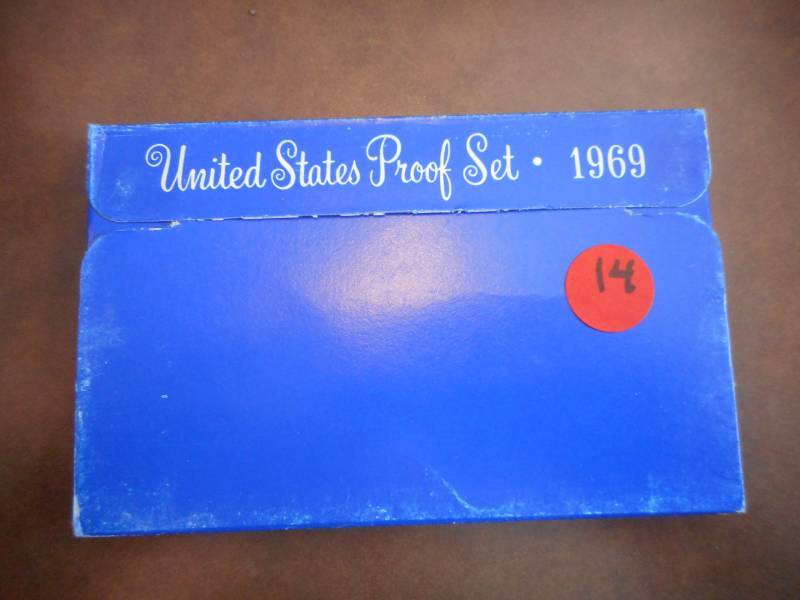 United States Proof Set • 1969
14